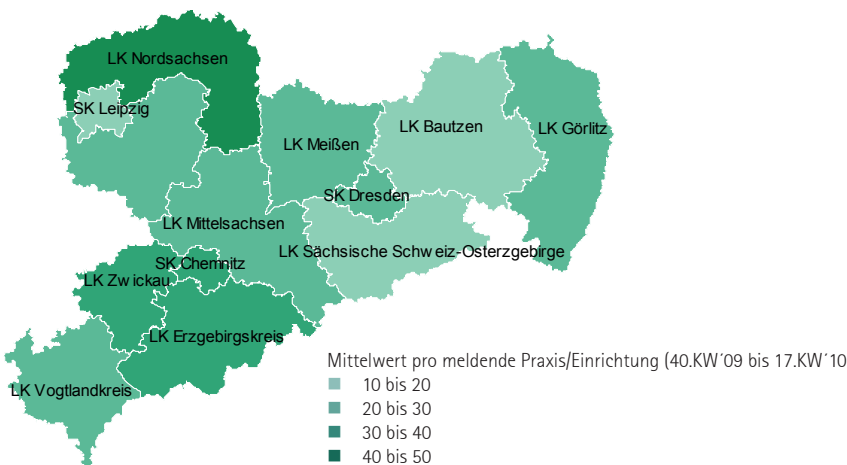 LK Nordsachsen
SK Leipzig
LK Bautzen
LK Görlitz
LK Meißen
SK Dresden
LK Mittelsachsen
LK Sächsische Schweiz-Osterzgebirge
SK Chemnitz
LK Zwickau
LK Erzgebirgskreis
LK Vogtlandkreis
Mittelwert pro meldende Praxis/Einrichtung (40.KW´09 bis 17.KW´10
10 bis 20
20 bis 30
30 bis 40
40 bis 50